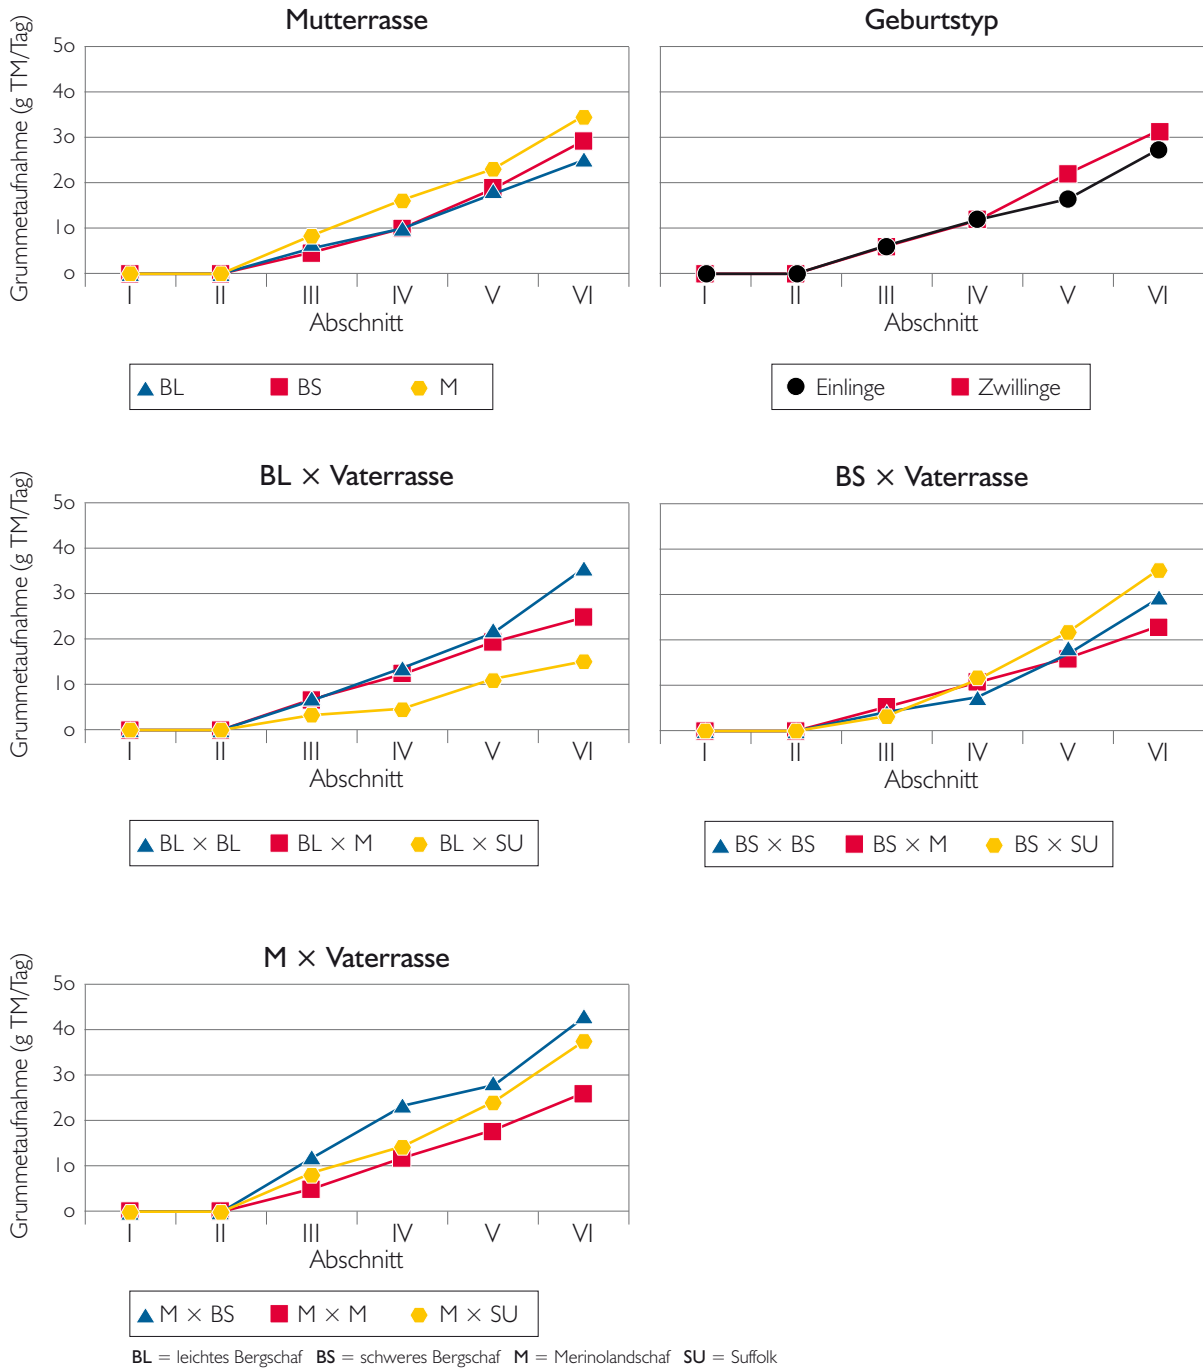 Mutterrasse
Grummetaufnahme (g TM/Tag)
50
40
30
20
10
0
I II III IV V VI
Abschnitt
BL BS M
Geburtstyp
I II III IV V VI
Abschnitt
Einlinge Zwillinge
BL × Vaterrasse
Grummetaufnahme (g TM/Tag)
50
40
30
20
10
0
I II III IV V VI
Abschnitt
BL × BL BL × M BL × SU
BS × Vaterrasse
I II III IV V VI
Abschnitt
BS × BS BS × M BS × SU
M × Vaterrasse
Grummetaufnahme (g TM/Tag)
50
40
30
20
10
0
I II III IV V VI
Abschnitt
M × BS M × M M × SU
BL = leichtes Bergschaf BS = schweres Bergschaf M = Merinolandschaf SU = Suffolk